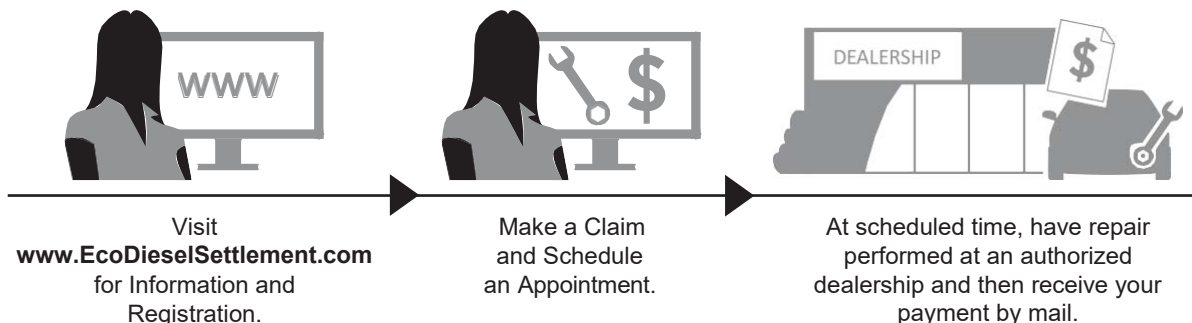 WWW
$
DEALERSHIP
$
Visit
www.EcoDieselSettlement.com
for Information and
Registration.
Make a Claim
and Schedule
an Appointment.
At scheduled time, have repair
performed at an authorized
dealership and then receive your
payment by mail.